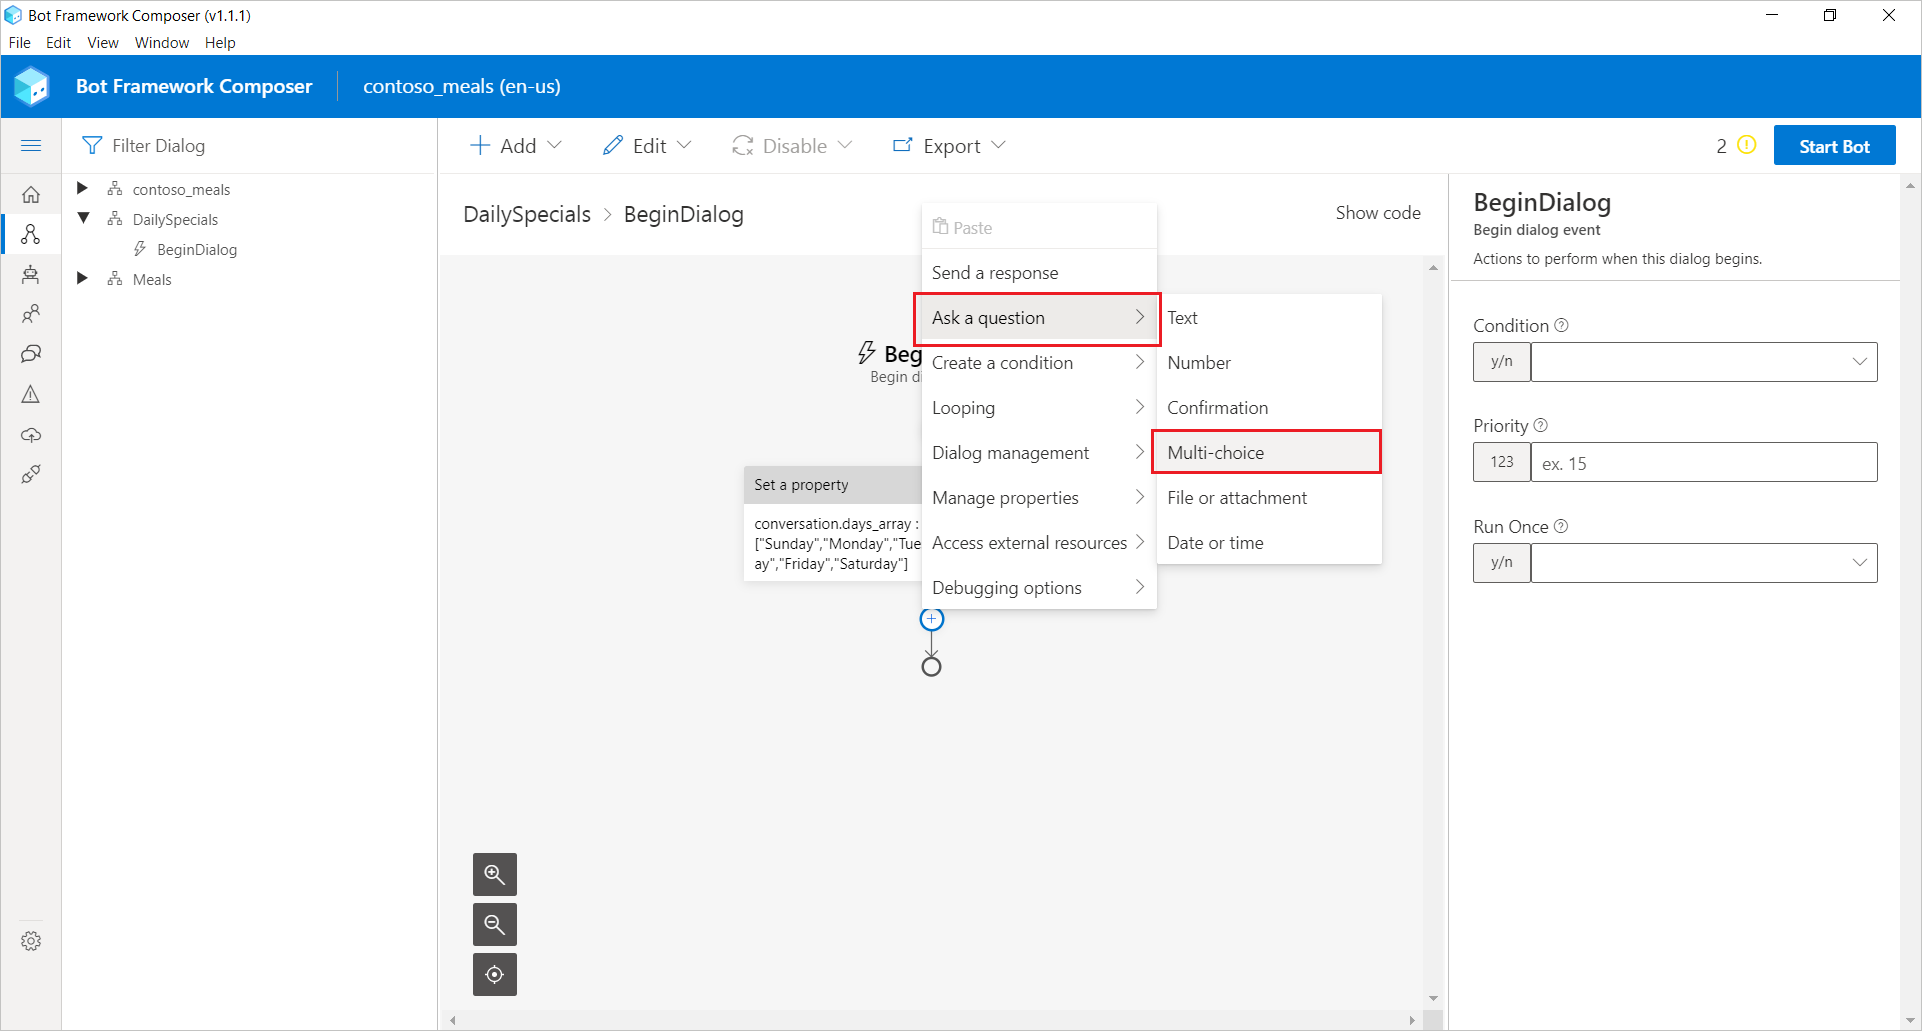 Bot Framework Composer (v1.1.1)
File Edit View Window Help
Bot Framework Composer contoso_meals (en-us)
Filter Dialog
contoso_meals
DailySpecials
BeginDialog
Meals
Add Edit Disable Export 2 Start Bot
DailySpecials > BeginDialog Show code
Beg
Begin di
Set a property
conversation.days_array :
["Sunday","Monday","Tue
ay","Friday","Saturday"]
Paste
Send a response
Ask a question
Create a condition
Looping
Dialog management
Manage properties
Access external resources
Debugging options
Text
Number
Confirmation
Multi-choice
File or attachment
Date or time
BeginDialog
Begin dialog event
Actions to perform when this dialog begins.
Condition
y/n
Priority
123 ex. 15
Run Once
y/n